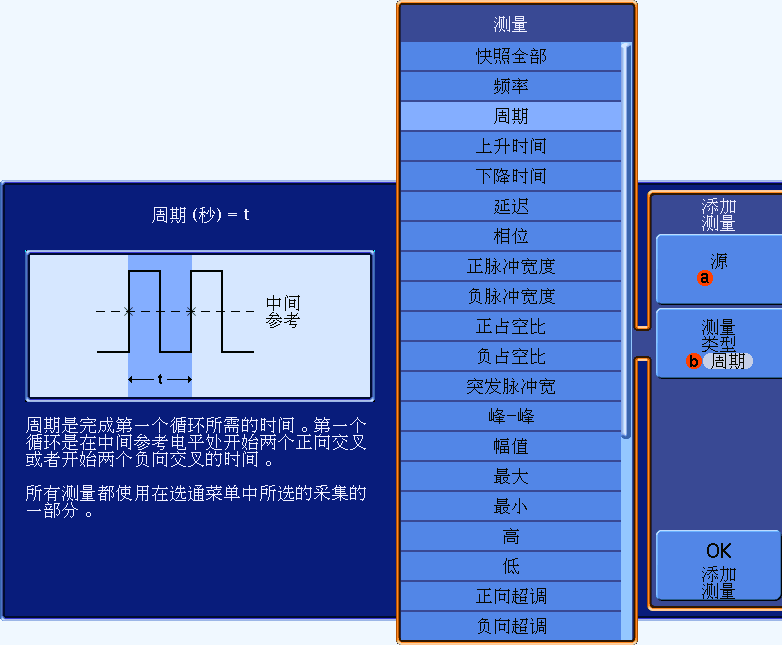 测量
快照全部
频率
周期
上升时间
下降时间
延迟
相位
正脉冲宽度
负脉冲宽度
正占空比
负占空比
突发脉冲宽
峰-峰
幅值
最大
最小
高
低
正向超调
负向超调
周期 (秒) = t
中间
参考
t
周期是完成第一个循环所需的时间。第一个
循环是在中间参考电平处开始两个正向交叉
或者开始两个负向交叉的时间。
所有测量都使用在选通菜单中所选的采集的
一部分。
添加
测量
源
a
测量
类型
b 周期
OK
添加
测量